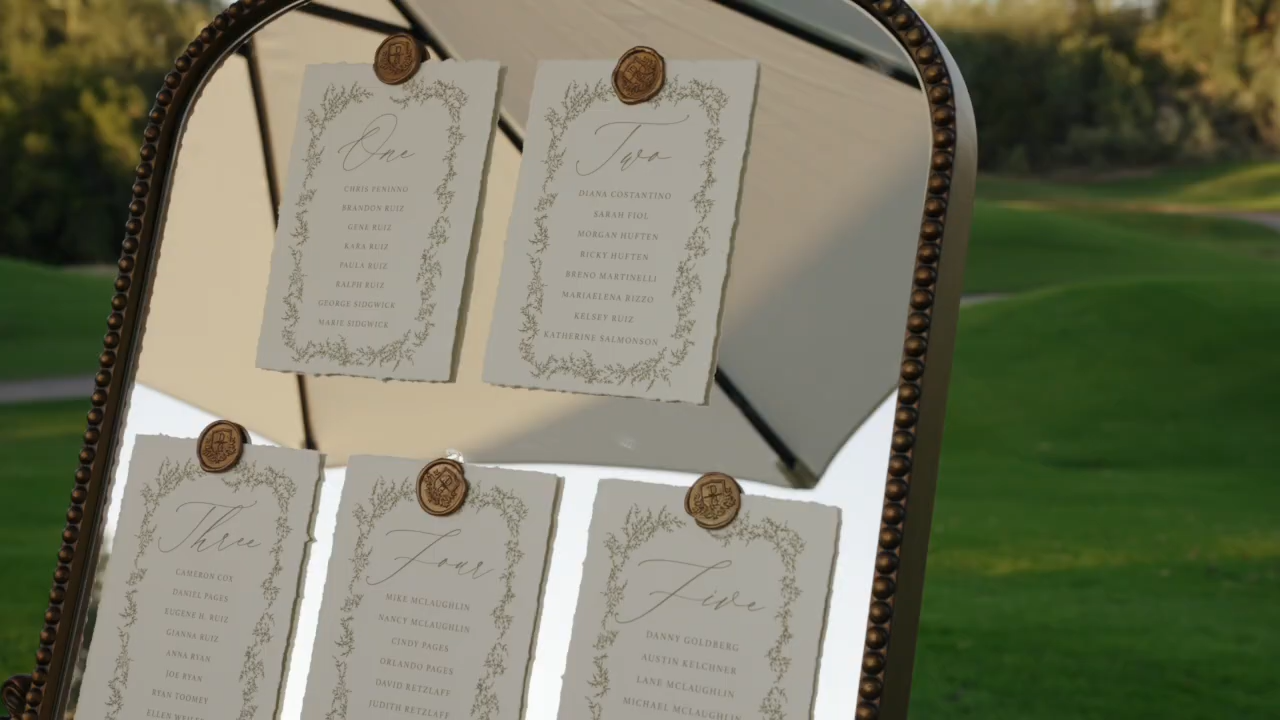 One
CHRIS PENINNO
BRANDON RUIZ
GENE RUIZ
KARA RUIZ
PAULA RUIZ
RALPH RUIZ
GEORGE SIDGWICK
MARIE SIDGWICK
Two
DIANA COSTANTINO
SARAH FIOL
MORGAN HUFTEN
RICKY HUFTEN
BRENO MARTINELLI
MARIAELENA RIZZO
KELSEY RUIZ
KATHERINE SALMONSON
Three
CAMERON COX
DANIEL PAGES
EUGENE H. RUIZ
GIANNA RUIZ
ANNA RYAN
JOE RYAN
RYAN TOOMEY
ELLEN
Four
MIKE MCLAUGHLIN
NANCY MCLAUGHLIN
CINDY PAGES
ORLANDO PAGES
DAVID RETZLAFF
JUDITH RETZLAFF
Five
DANNY GOLDBERG
AUSTIN KELCHNER
LANE MCLAUGHLIN
MICHAEL MCLAUGHLIN